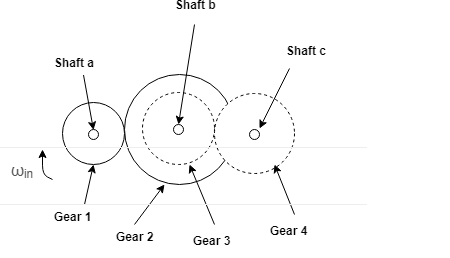 Shaft b
Shaft a
Shaft c
ωin
Gear 1
Gear 2
Gear 3
Gear 4